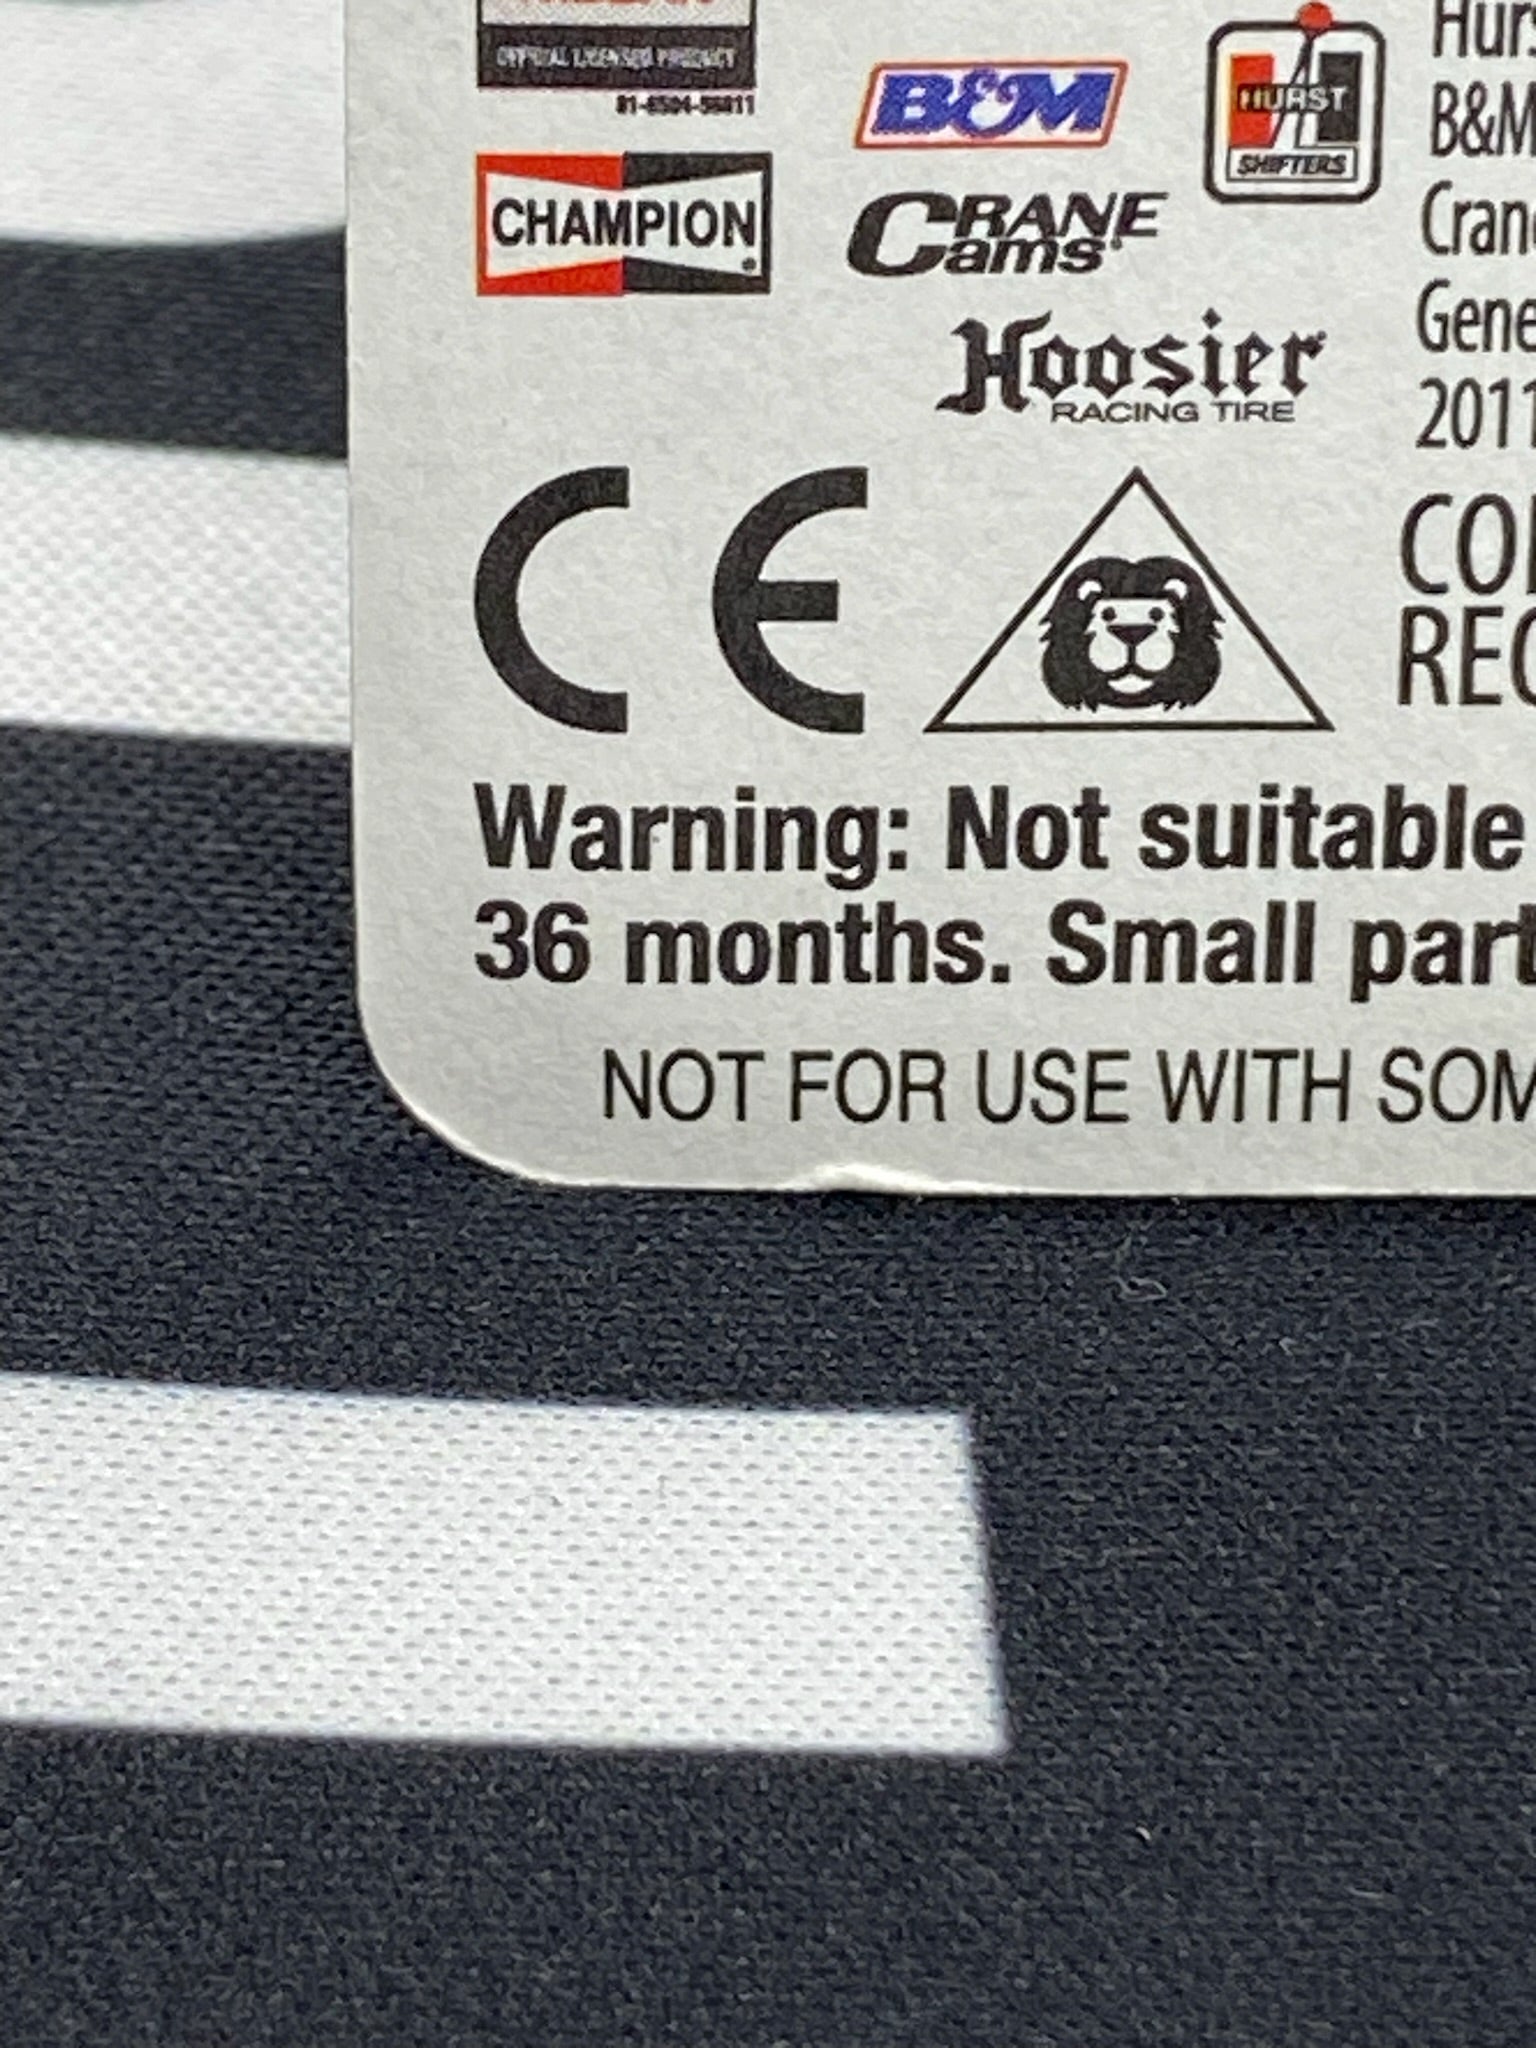 OFFICIAL LICENSED PRODUCT
Hurs
B&M
HURST
SHIFTERS
B&M
CHAMPION
CRANE
Cams
Cran
Hoosier
RACING TIRE
Gene
2011
CE
COL
REC
Warning: Not suitable
36 months. Small part
NOT FOR USE WITH SOM